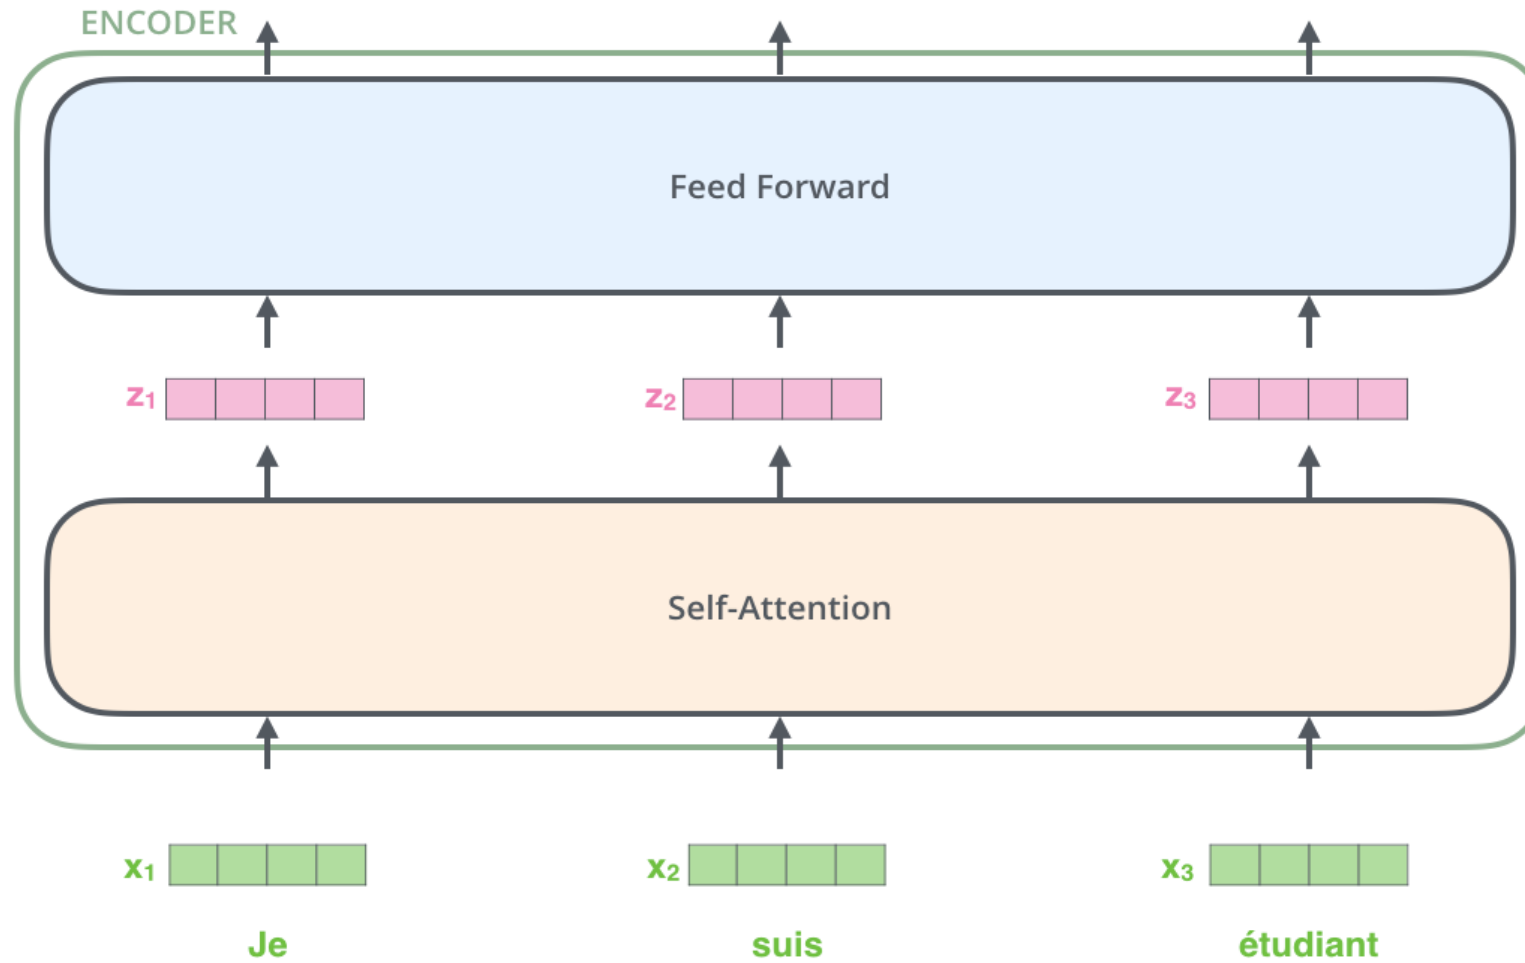 ENCODER
Feed Forward
z₁ z₂ z₃
Self-Attention
x₁ x₂ x₃
Je suis étudiant